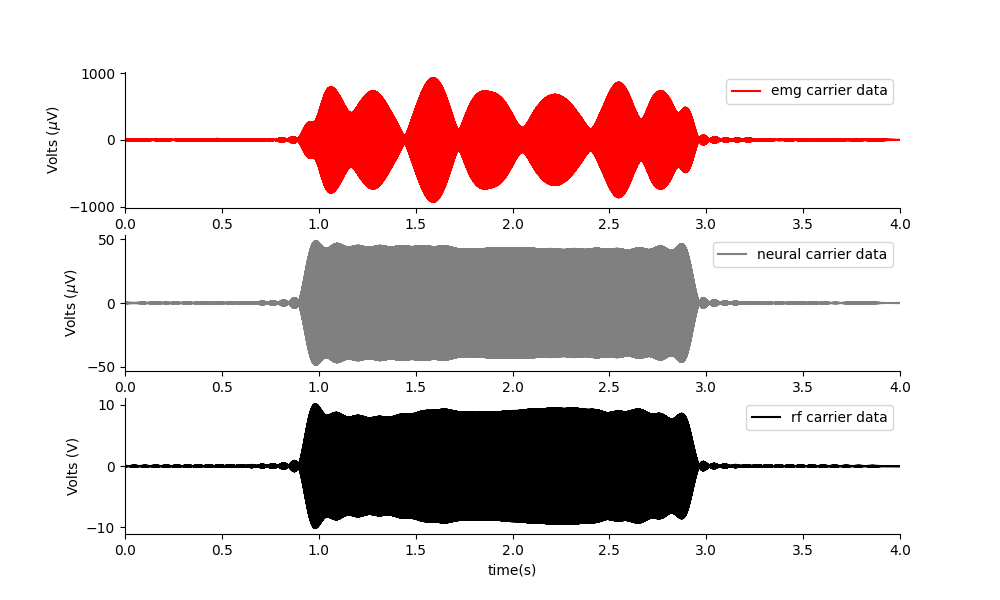 1000
0
−1000
Volts (μV)
emg carrier data
0.0 0.5 1.0 1.5 2.0 2.5 3.0 3.5 4.0
50
0
−50
Volts (μV)
neural carrier data
0.0 0.5 1.0 1.5 2.0 2.5 3.0 3.5 4.0
10
0
−10
Volts (V)
rf carrier data
0.0 0.5 1.0 1.5 2.0 2.5 3.0 3.5 4.0
time(s)